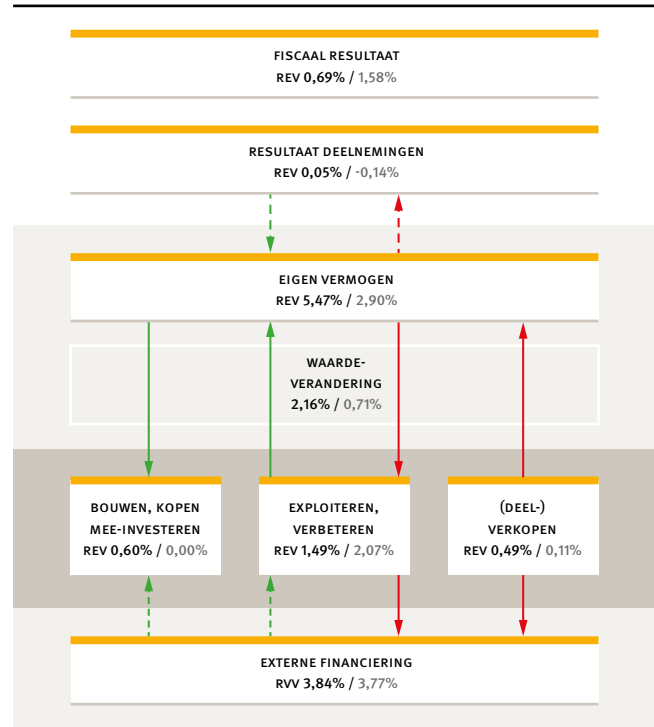 FISCAAL RESULTAAT
REV 0,69% / 1,58%
RESULTAAT DEELNEMINGEN
REV 0,05% / -0,14%
EIGEN VERMOGEN
REV 5,47% / 2,90%
WAARDE-
VERANDERING
2,16% / 0,71%
BOUWEN, KOPEN
MEE-INVESTEREN
REV 0,60% / 0,00%
EXPLOITEREN,
VERBETEREN
REV 1,49% / 2,07%
(DEEL-)
VERKOPEN
REV 0,49% / 0,11%
EXTERNE FINANCIERING
RVV 3,84% / 3,77%